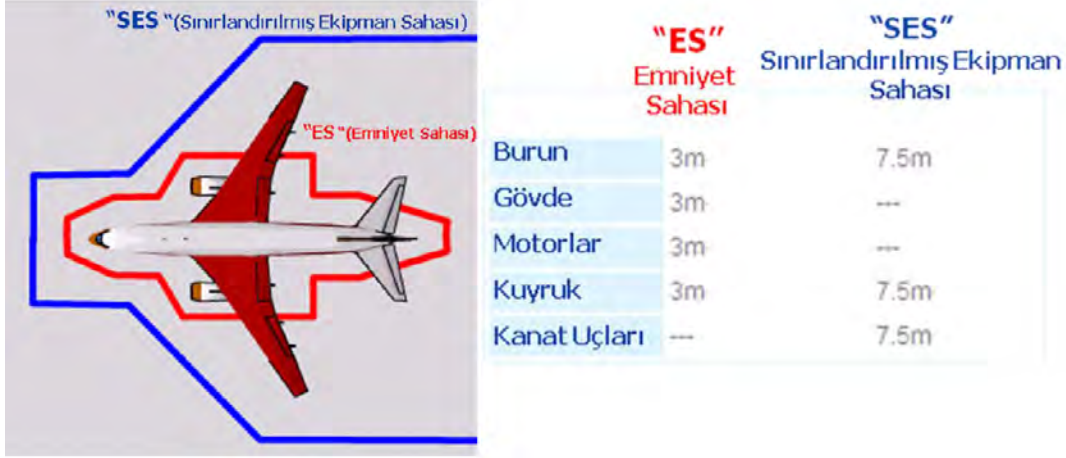 "SES "(Sınırlandırılmış Ekipman Sahası)
"ES "(Emniyet Sahası)
"ES"
Emniyet
Sahası
"SES"
Sınırlandırılmış Ekipman
Sahası
Burun 3m 7.5m
Gövde 3m ---
Motorlar 3m ---
Kuyruk 3m 7.5m
Kanat Uçları --- 7.5m